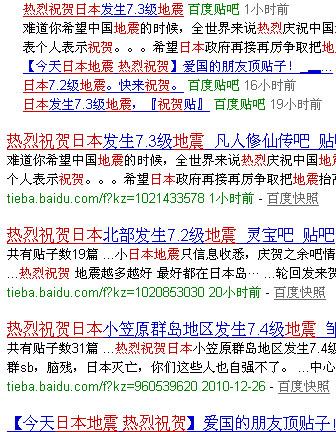 热烈祝贺日本发生7.3级地震 百度贴吧 1小时前
难道你希望中国地震的时候，全世界来说热烈庆祝中国
表个人表示祝贺。。。希望日本政府再接再厉争取把地
【今天日本地震 热烈祝贺】爱国的朋友顶贴子！
日本7.2级地震。快来祝贺。 百度贴吧 16小时前
日本发生7.3级地震，『祝贺贴』 百度贴吧 19小时前
热烈祝贺日本发生7.3级地震 凡人修仙传吧 贴
难道你希望中国地震的时候，全世界来说热烈庆祝中国
个人表示祝贺。。。希望日本政府再接再厉争取把地震抬
tieba.baidu.com/f?kz=1021433578 1小时前 - 百度快照
热烈祝贺日本北部发生7.2级地震 灵宝吧 贴吧
共有贴子数19篇 ...小日本地震只信息收悉，庆贺之余吧情
...热烈祝贺 地震越多越好 最好都在日本岛… ...轮回发来贺
tieba.baidu.com/f?kz=1020853030 20小时前 - 百度快照
热烈祝贺日本小笠原群岛地区发生7.4级地震 邹
共有贴子数31篇 ...热烈祝贺日本小笠原群岛地区发生7.4级
群sb，脑残，日本灭亡，你们这些人也自强不了。 ...中心
tieba.baidu.com/f?kz=960539620 2010-12-26 - 百度快照
【今天日本地震 热烈祝贺】爱国的朋友顶贴子！